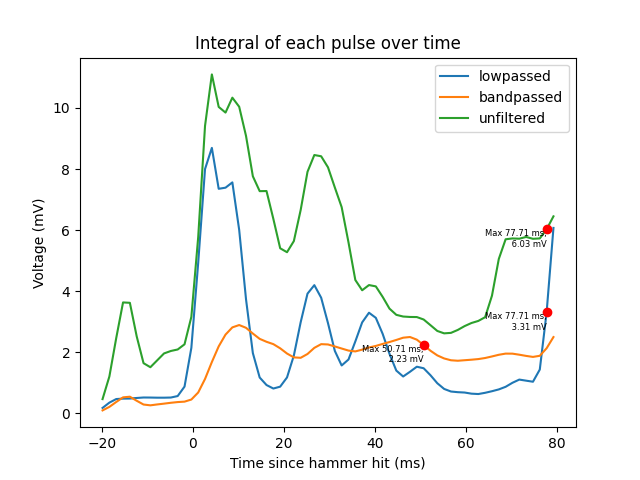 Integral of each pulse over time
lowpassed
bandpassed
unfiltered
Voltage (mV)
10
8
6
4
2
0
Max 77.71 ms,
6.03 mV
Max 77.71 ms,
3.31 mV
Max 50.71 ms,
2.23 mV
−20
0
20
40
60
80
Time since hammer hit (ms)